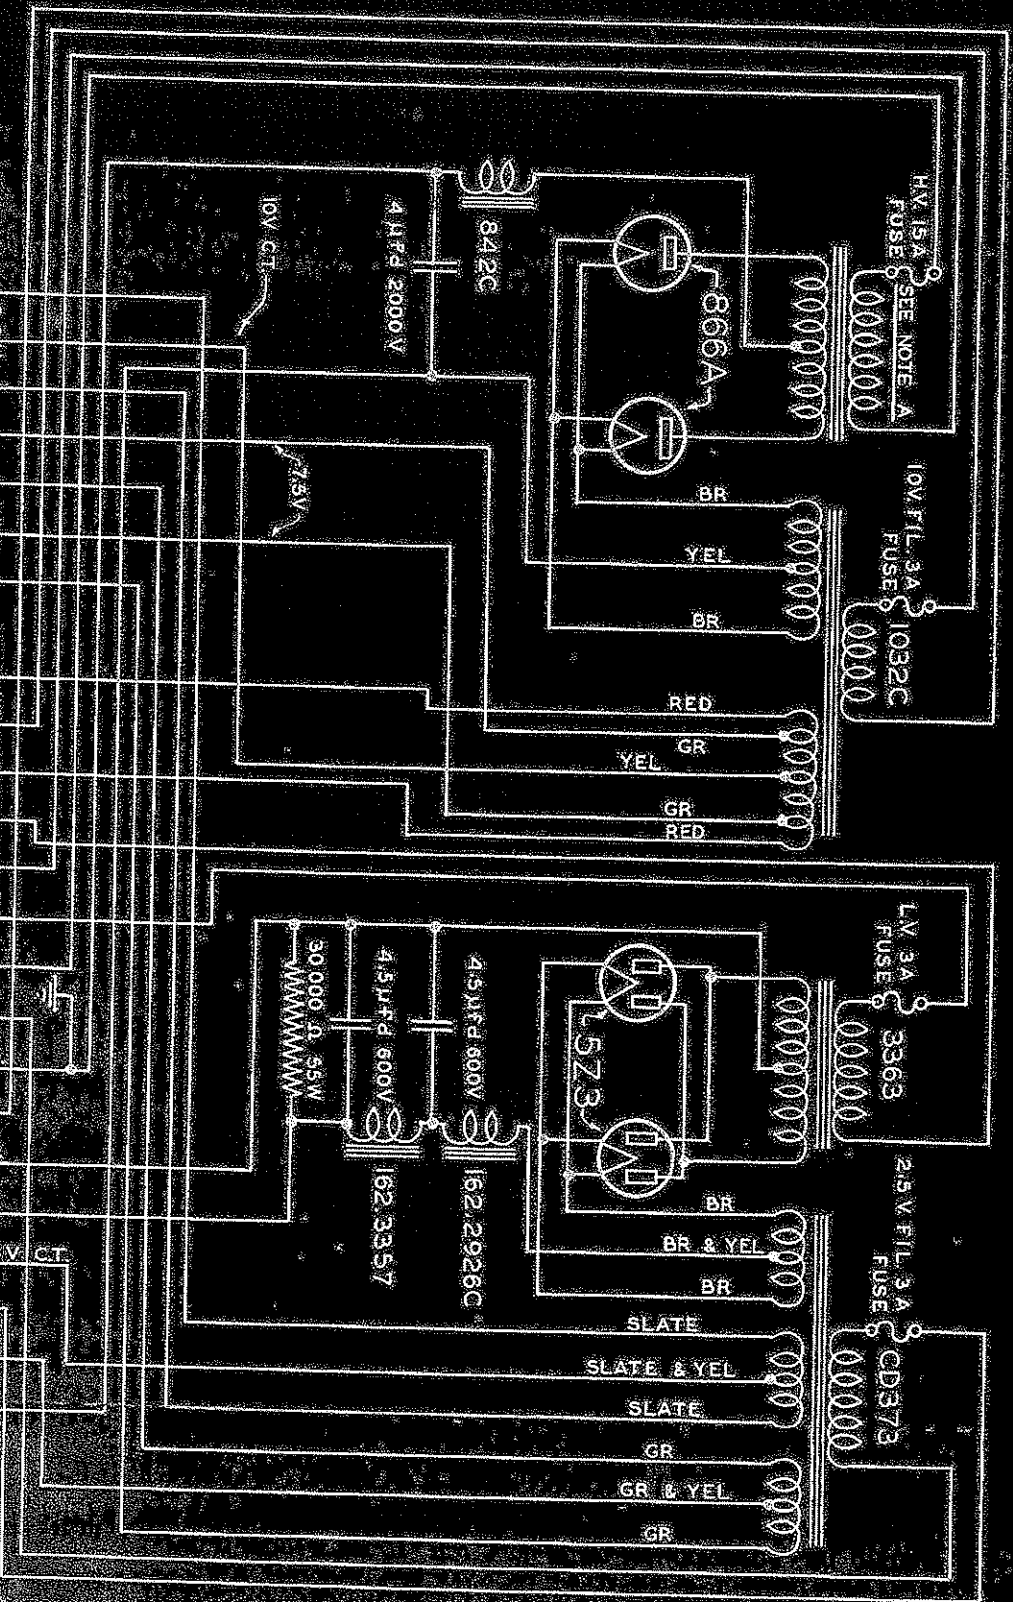 H.V. 15A
FUSE
SEE NOTE A
10V CT
4 µFd 2000V
842C
866A
7.5V
10V FIL. 3A
FUSE
1032C
BR
YEL
BR
RED
GR
YEL
GR
RED
L.V. 3A
FUSE
3363
30,000 Ω 55W
4.5 µFd 600V
4.5 µFd 600V
5Z3
162 3357
162 2926C
V. CT
2.5V FIL. 3A
FUSE
CD1373
BR
BR & YEL
BR
SLATE
SLATE & YEL
SLATE
GR
GR & YEL
GR